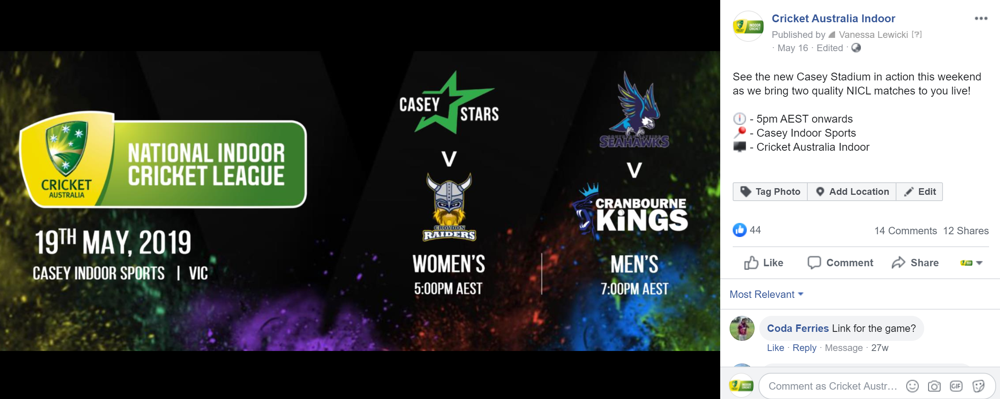 CRICKET
AUSTRALIA
NATIONAL INDOOR
CRICKET LEAGUE
19TH MAY, 2019
CASEY INDOOR SPORTS | VIC
CASEY
STARS
V
CROYDON
RAIDERS
WOMEN'S
5:00PM AEST
SEAHAWKS
V
CRANBOURNE
KiNGS
MEN'S
7:00PM AEST
INDOOR
CRICKET
Cricket Australia Indoor
Published by Vanessa Lewicki [?]
· May 16 · Edited ·
See the new Casey Stadium in action this weekend
as we bring two quality NICL matches to you live!
- 5pm AEST onwards
- Casey Indoor Sports
- Cricket Australia Indoor
Tag Photo Add Location Edit
44 14 Comments 12 Shares
Like Comment Share
Most Relevant
Coda Ferries Link for the game?
Like · Reply · Message · 27w
Comment as Cricket Austr... GIF